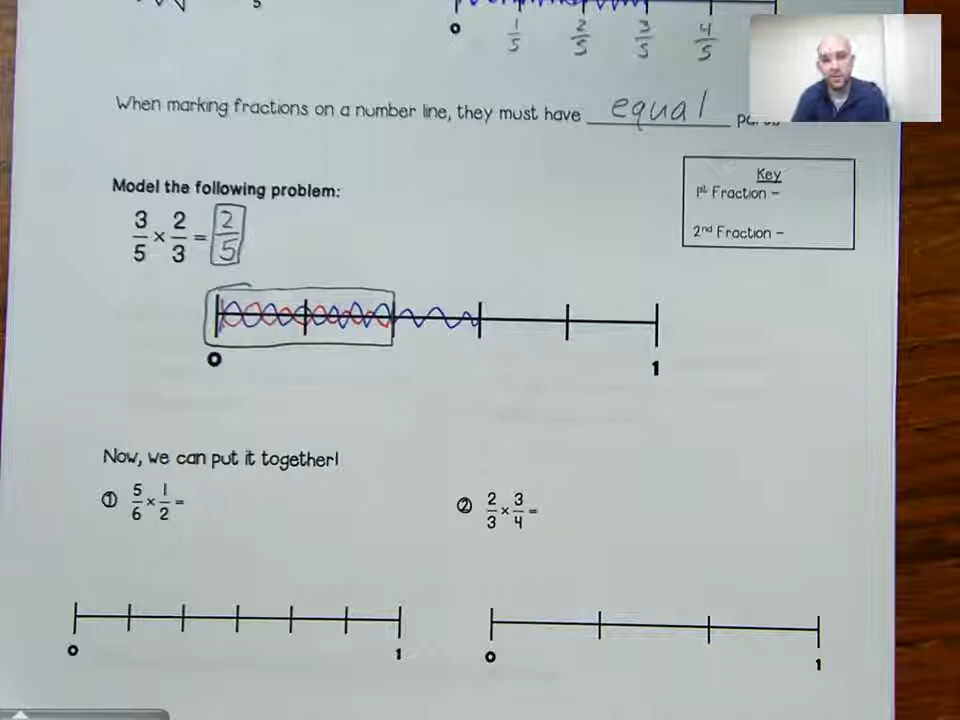 5
0 1/5 2/5 3/5 4/5
When marking fractions on a number line, they must have equal
Key
1st Fraction -
2nd Fraction -
Model the following problem:
3/5 × 2/3 = 2/5
0 1
Now, we can put it together!
① 5/6 × 1/2 =
② 2/3 × 3/4 =
0 1
0 1